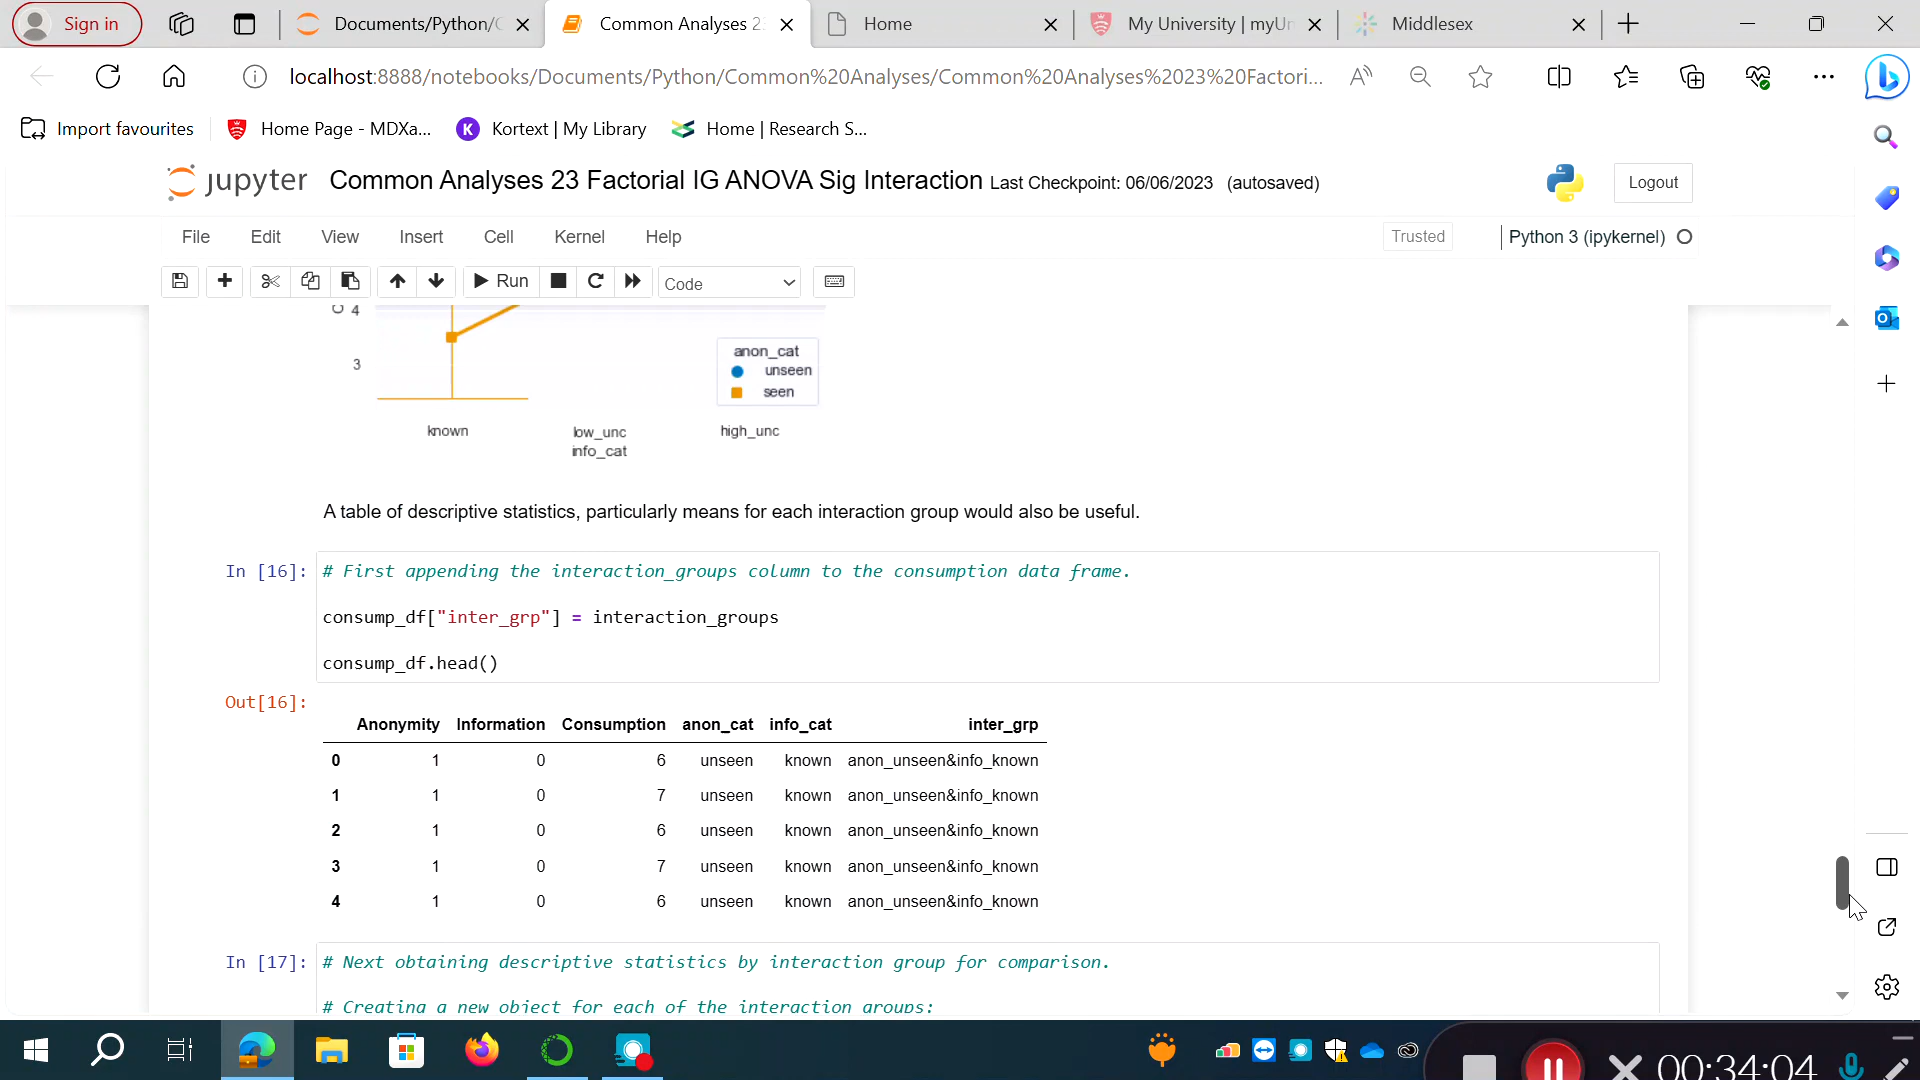 Sign in
Documents/Python/C
Common Analyses 2
Home
My University | myUn
Middlesex
localhost:8888/notebooks/Documents/Python/Common%20Analyses/Common%20Analyses%2023%20Factori...
Import favourites
Home Page - MDXa...
Kortext | My Library
Home | Research S...
jupyter
Common Analyses 23 Factorial IG ANOVA Sig Interaction Last Checkpoint: 06/06/2023 (autosaved)
Logout
File Edit View Insert Cell Kernel Help
Trusted
Python 3 (ipykernel)
Run
Code
4
3
anon_cat
unseen
seen
known
low_unc
high_unc
info_cat
A table of descriptive statistics, particularly means for each interaction group would also be useful.
In [16]:
# First appending the interaction_groups column to the consumption data frame.
consump_df["inter_grp"] = interaction_groups
consump_df.head()
Out[16]:
Anonymity Information Consumption anon_cat info_cat inter_grp
0 1 0 6 unseen known anon_unseen&info_known
1 1 0 7 unseen known anon_unseen&info_known
2 1 0 6 unseen known anon_unseen&info_known
3 1 0 7 unseen known anon_unseen&info_known
4 1 0 6 unseen known anon_unseen&info_known
In [17]:
# Next obtaining descriptive statistics by interaction group for comparison.
# Creating a new object for each of the interaction groups:
00:34:04